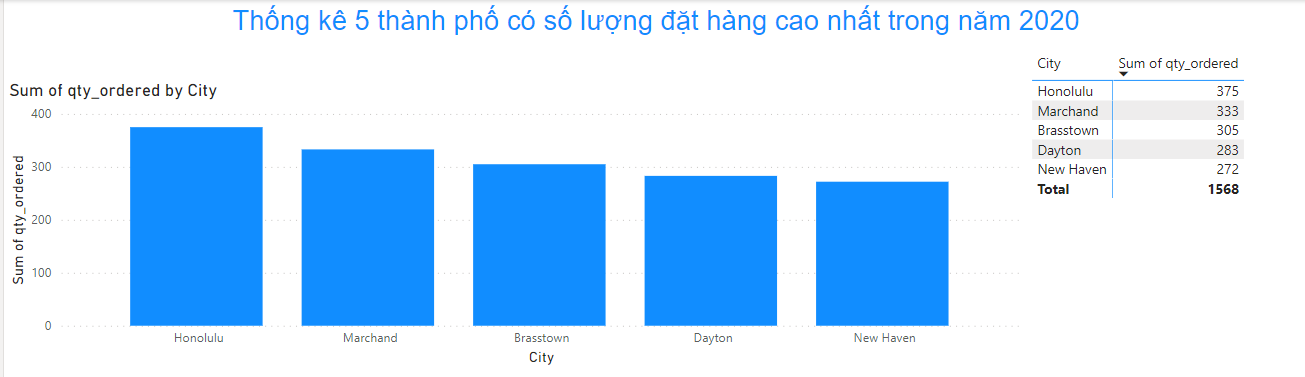 Thống kê 5 thành phố có số lượng đặt hàng cao nhất trong năm 2020
Sum of qty_ordered by City
Sum of qty_ordered
400
300
200
100
0
Honolulu Marchand Brasstown Dayton New Haven
City
City Sum of qty_ordered
Honolulu 375
Marchand 333
Brasstown 305
Dayton 283
New Haven 272
Total 1568